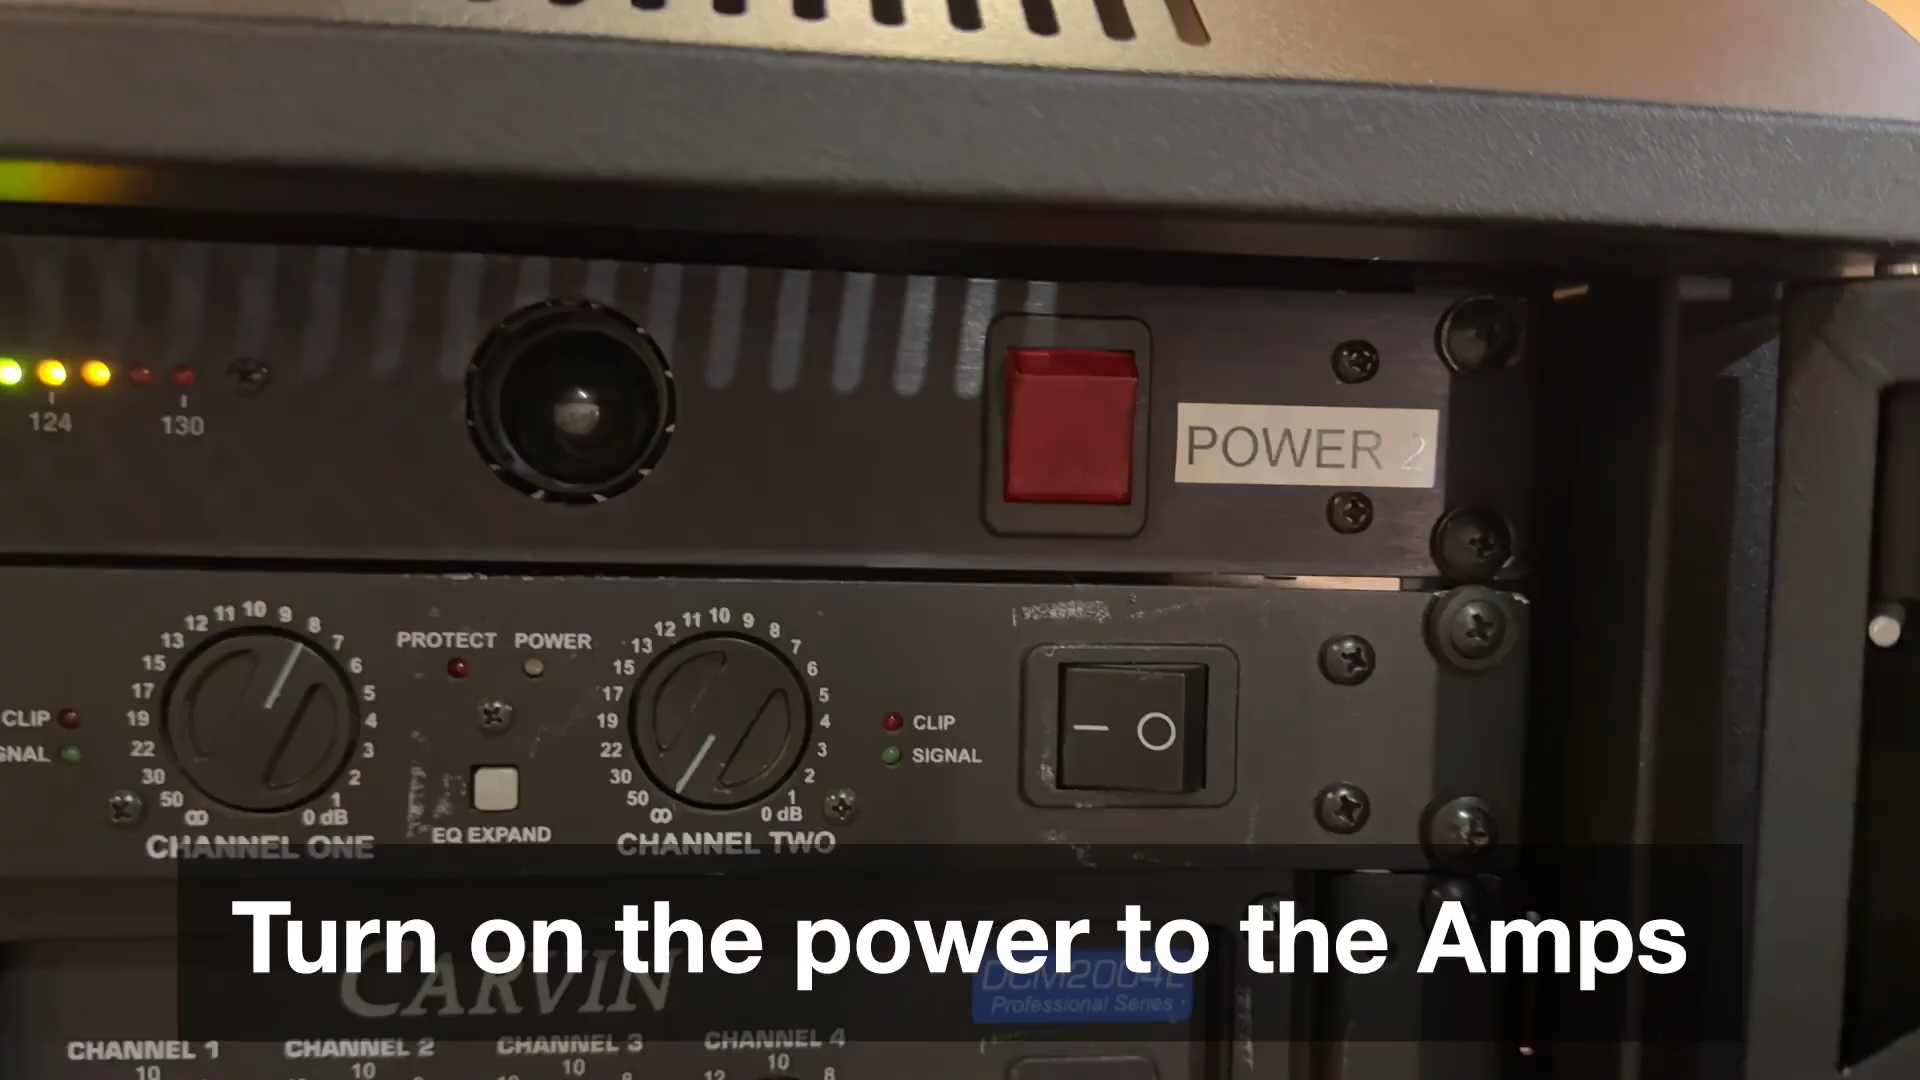 124 130
POWER 2
10 9 8 7 6 5 4 3 2 1 0 dB
11 12 13 15 17 19 22 30 50 ∞
PROTECT POWER
10 9 8 7 6 5 4 3 2 1 0 dB
11 12 13 15 17 19 22 30 50 ∞
CLIP
CLIP
SIGNAL
— O
EQ EXPAND
CHANNEL ONE
CHANNEL TWO
Turn on the power to the Amps
CARVIN
DCM2004L
Professional Series
CHANNEL 1 CHANNEL 2 CHANNEL 3 CHANNEL 4
10 10 10 12 10 8